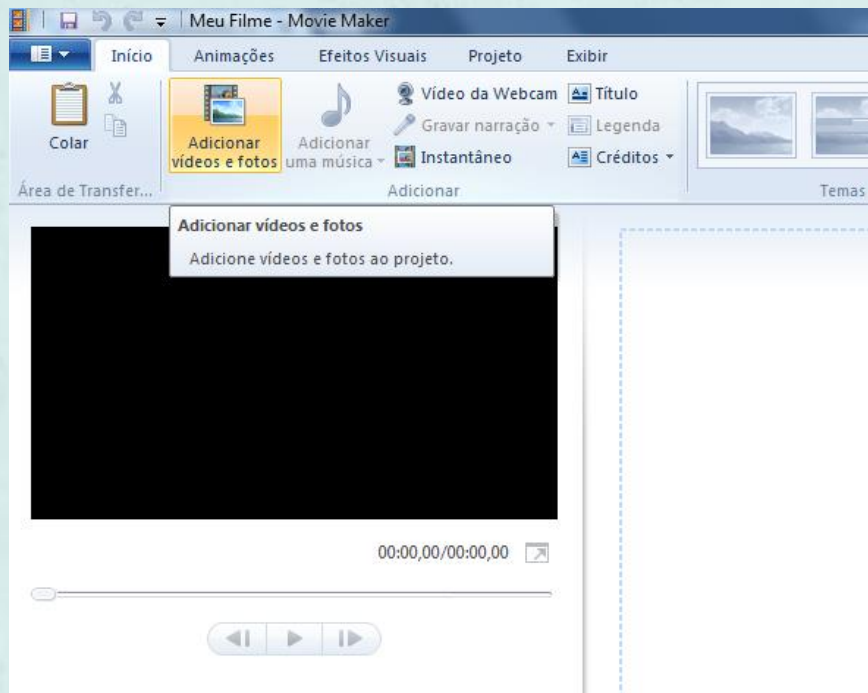 Meu Filme - Movie Maker
Início Animações Efeitos Visuais Projeto Exibir
Colar
Adicionar vídeos e fotos
Adicionar uma música
Vídeo da Webcam
Gravar narração
Instantâneo
Título
Legenda
Créditos
Área de Transfer... Adicionar Temas
Adicionar vídeos e fotos
Adicione vídeos e fotos ao projeto.
00:00,00/00:00,00